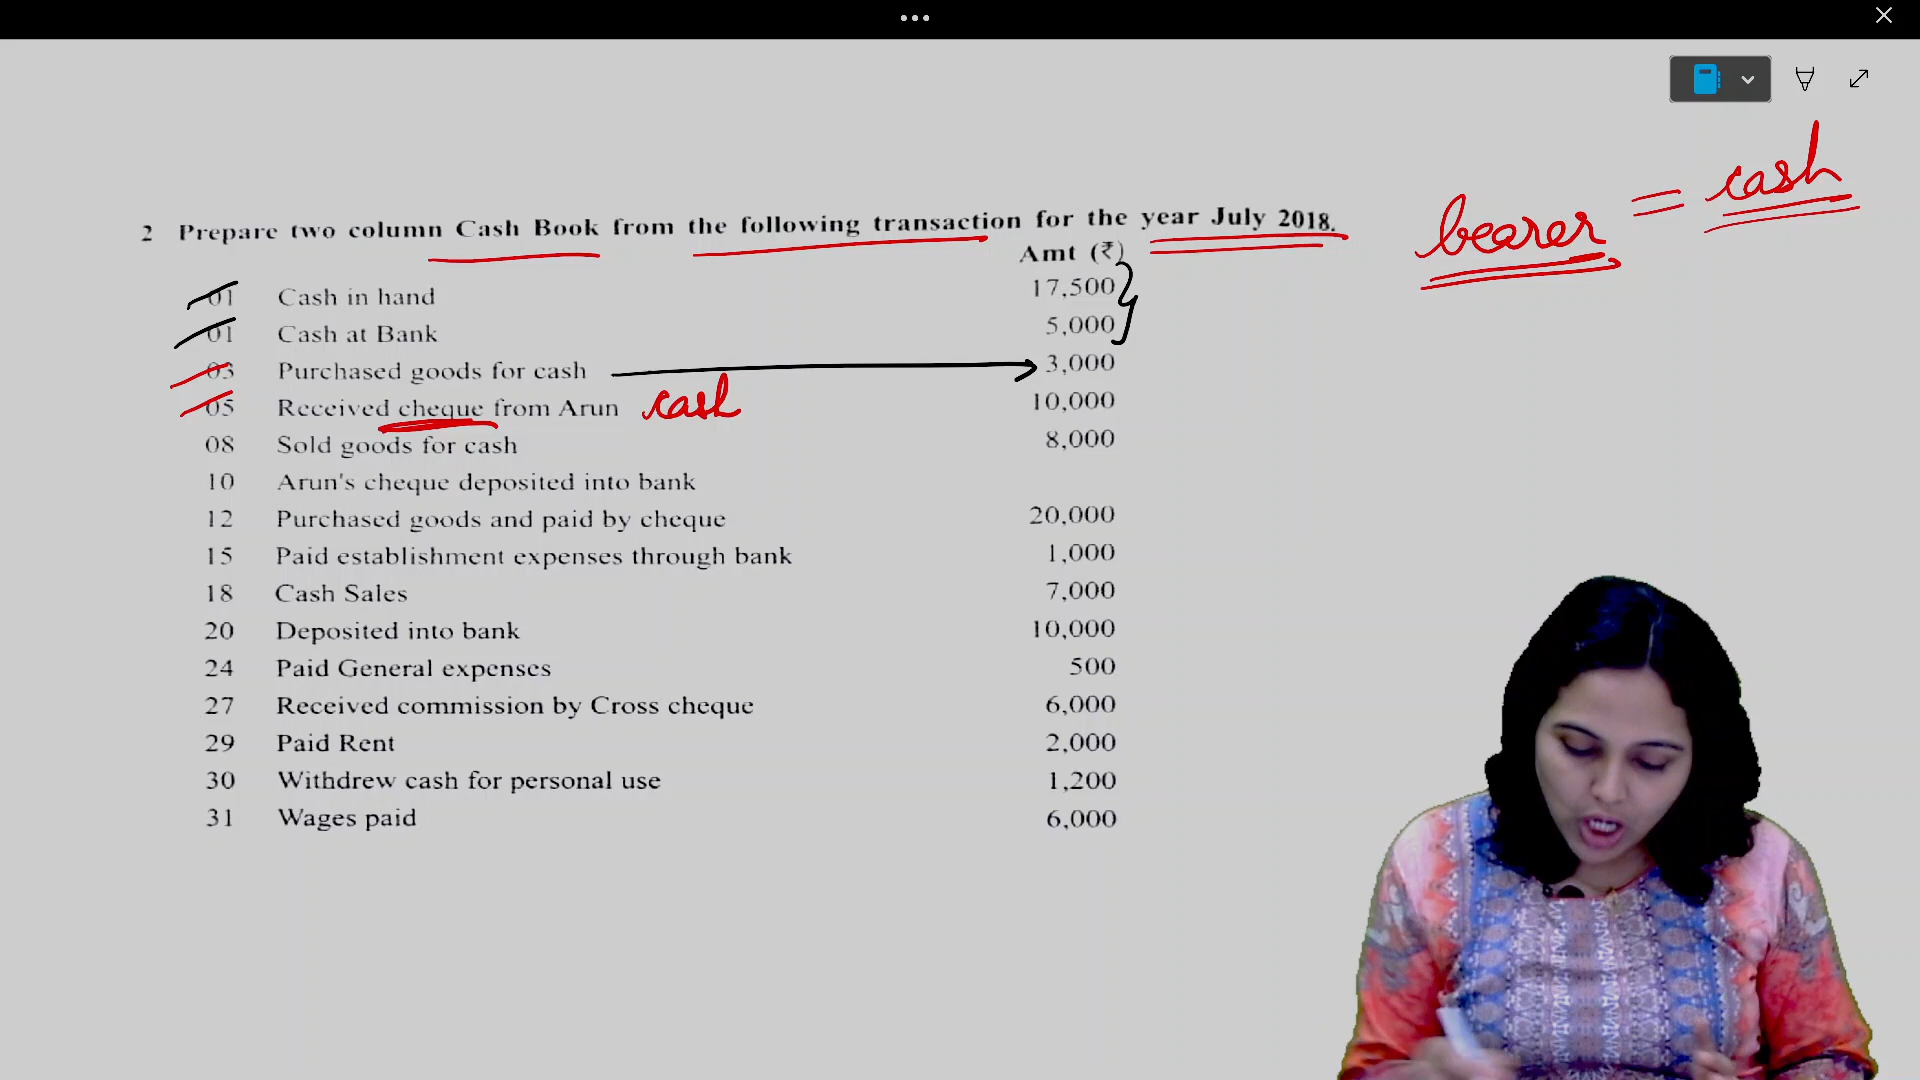 bearer = cash
2 Prepare two column Cash Book from the following transaction for the year July 2018.
Amt (₹)
01 Cash in hand 17,500
01 Cash at Bank 5,000
03 Purchased goods for cash 3,000
05 Received cheque from Arun cash 10,000
08 Sold goods for cash 8,000
10 Arun's cheque deposited into bank
12 Purchased goods and paid by cheque 20,000
15 Paid establishment expenses through bank 1,000
18 Cash Sales 7,000
20 Deposited into bank 10,000
24 Paid General expenses 500
27 Received commission by Cross cheque 6,000
29 Paid Rent 2,000
30 Withdrew cash for personal use 1,200
31 Wages paid 6,000